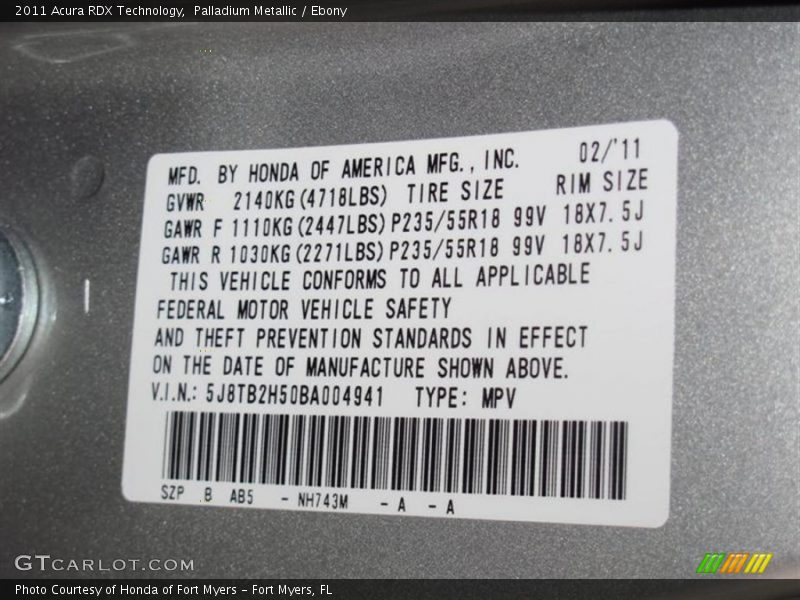 2011 Acura RDX Technology, Palladium Metallic / Ebony
MFD. BY HONDA OF AMERICA MFG., INC. 02/'11
GVWR 2140KG(4718LBS) TIRE SIZE RIM SIZE
GAWR F 1110KG(2447LBS)P235/55R18 99V 18X7.5J
GAWR R 1030KG(2271LBS)P235/55R18 99V 18X7.5J
THIS VEHICLE CONFORMS TO ALL APPLICABLE
FEDERAL MOTOR VEHICLE SAFETY
AND THEFT PREVENTION STANDARDS IN EFFECT
ON THE DATE OF MANUFACTURE SHOWN ABOVE.
V.I.N.: 5J8TB2H50BA004941 TYPE: MPV
SZP B AB5 - NH743M - A - A
GTCARLOT.COM
Photo Courtesy of Honda of Fort Myers – Fort Myers, FL